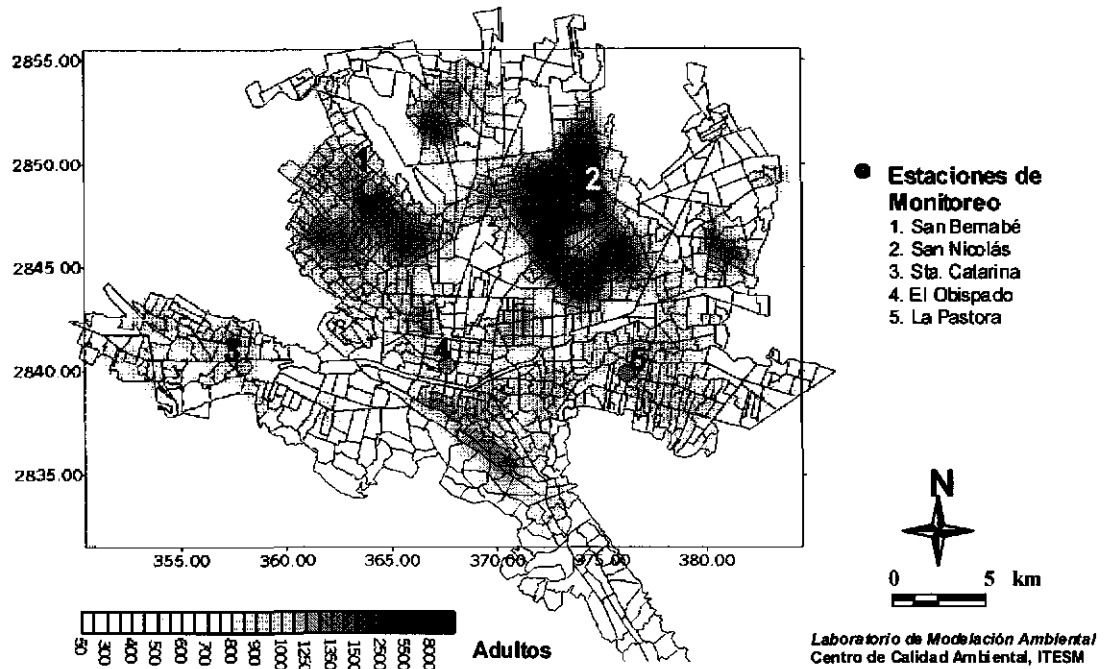 2855.00
2850.00
2845.00
2840.00
2835.00
355.00 360.00 365.00 370.00 375.00 380.00
1
2
3
4
5
Estaciones de
Monitoreo
1. San Bernabé
2. San Nicolás
3. Sta. Catarina
4. El Obispado
5. La Pastora
N
0 5 km
50 300 400 500 600 700 800 900 1000 1250 1350 1500 2500 5500 8000
Adultos
Laboratorio de Modelación Ambiental
Centro de Calidad Ambiental, ITESM